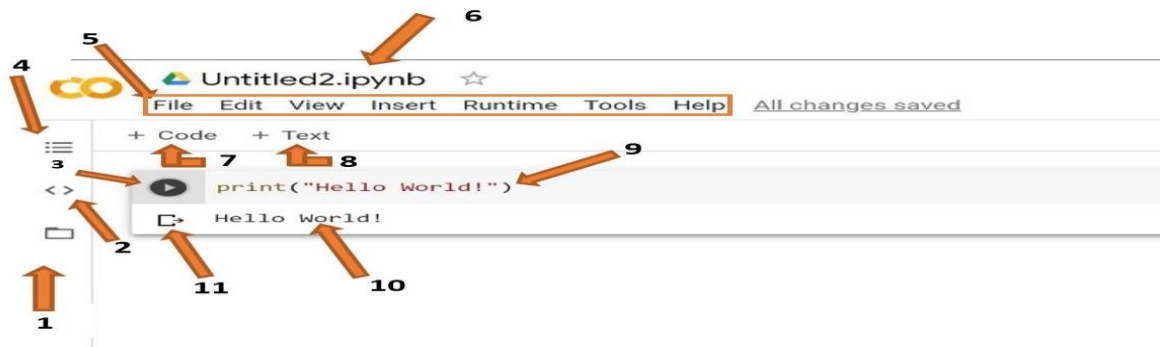 6
5
4
CO Untitled2.ipynb
File Edit View Insert Runtime Tools Help All changes saved
+ Code + Text
3 7 8 9
print("Hello World!")
< >
Hello World!
2
11 10
1